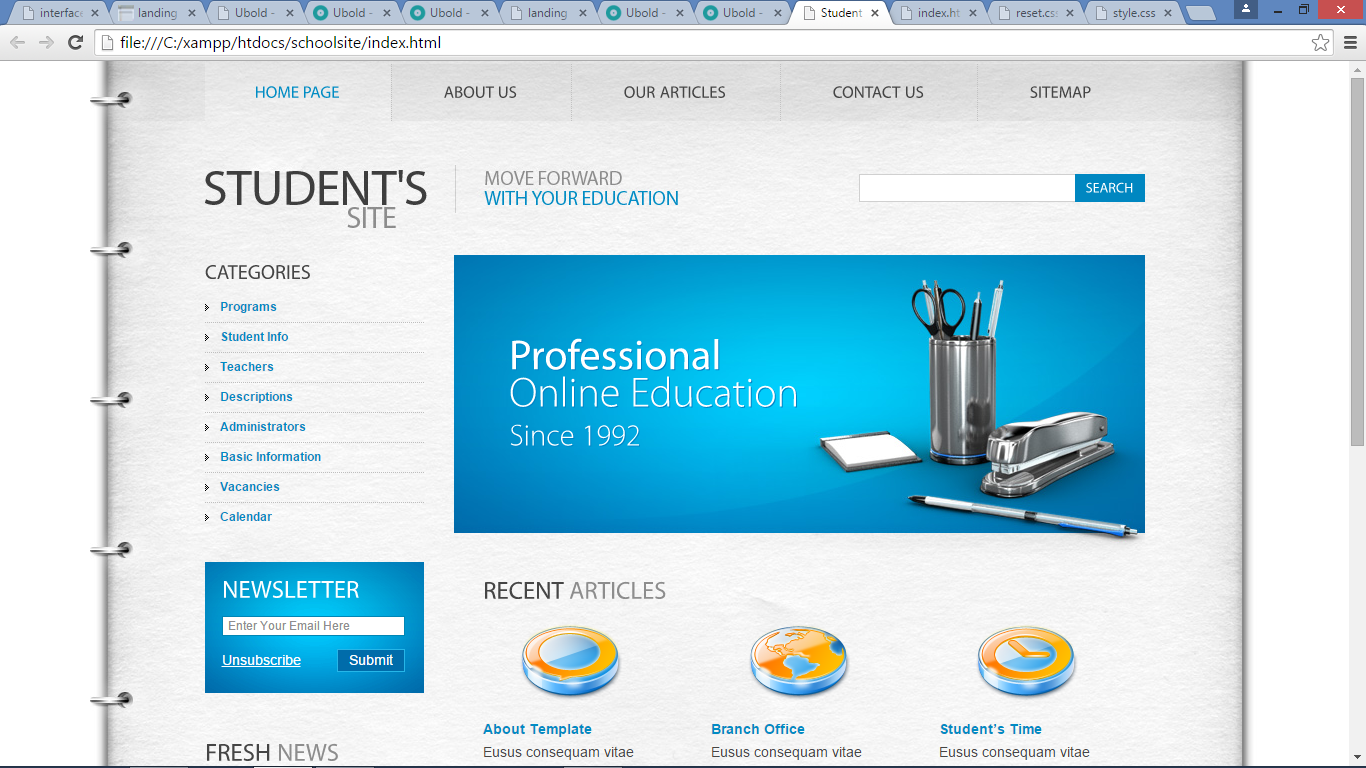 interface
landing
Ubold -
Ubold -
Ubold -
landing
Ubold -
Ubold -
Student
index.ht
reset.cs
style.css
file:///C:/xampp/htdocs/schoolsite/index.html
HOME PAGE
ABOUT US
OUR ARTICLES
CONTACT US
SITEMAP
STUDENT'S
SITE
MOVE FORWARD
WITH YOUR EDUCATION
SEARCH
CATEGORIES
Programs
Student Info
Teachers
Descriptions
Administrators
Basic Information
Vacancies
Calendar
Professional
Online Education
Since 1992
NEWSLETTER
Enter Your Email Here
Unsubscribe
Submit
FRESH NEWS
RECENT ARTICLES
About Template
Eusus consequam vitae
Branch Office
Eusus consequam vitae
Student’s Time
Eusus consequam vitae